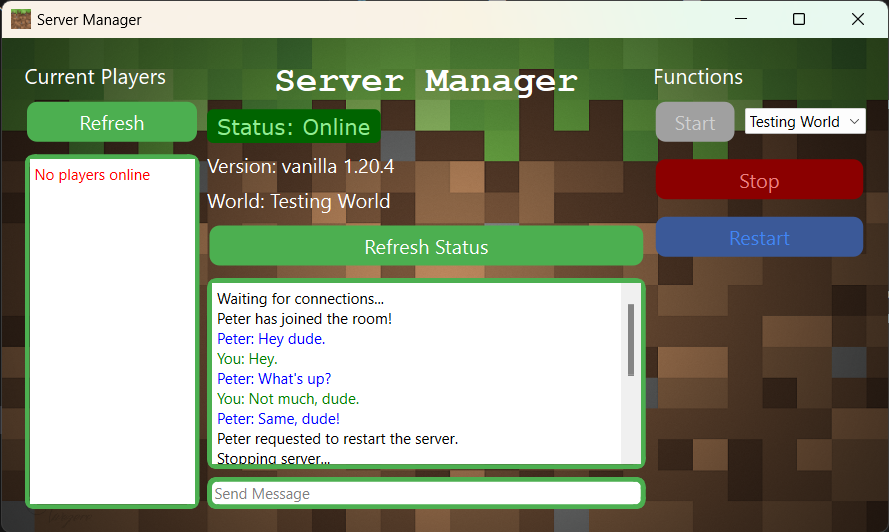 Server Manager
Current Players
Refresh
No players online
Server Manager
Status: Online
Version: vanilla 1.20.4
World: Testing World
Refresh Status
Waiting for connections...
Peter has joined the room!
Peter: Hey dude.
You: Hey.
Peter: What's up?
You: Not much, dude.
Peter: Same, dude!
Peter requested to restart the server.
Stopping server...
Send Message
Functions
Start
Testing World
Stop
Restart